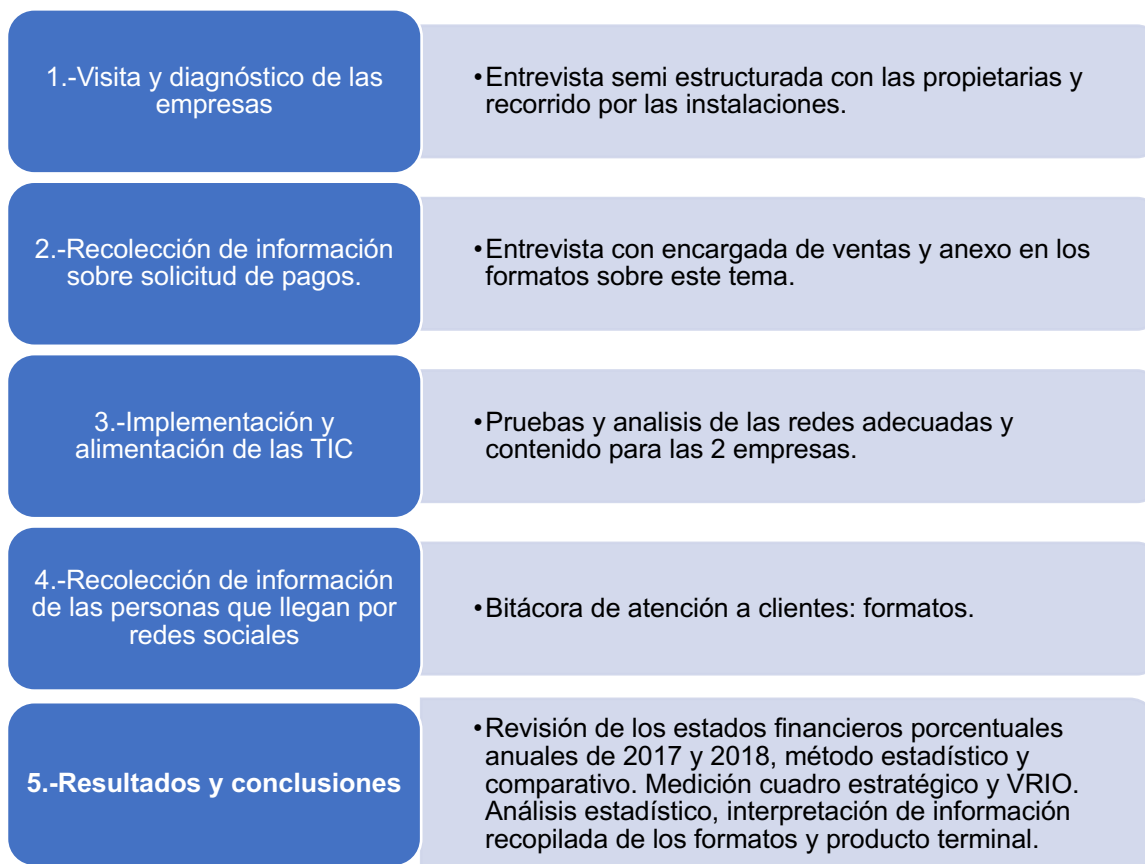 1.-Visita y diagnóstico de las
empresas
•Entrevista semi estructurada con las propietarias y
recorrido por las instalaciones.
2.-Recolección de información
sobre solicitud de pagos.
•Entrevista con encargada de ventas y anexo en los
formatos sobre este tema.
3.-Implementación y
alimentación de las TIC
•Pruebas y analisis de las redes adecuadas y
contenido para las 2 empresas.
4.-Recolección de información
de las personas que llegan por
redes sociales
•Bitácora de atención a clientes: formatos.
5.-Resultados y conclusiones
•Revisión de los estados financieros porcentuales
anuales de 2017 y 2018, método estadístico y
comparativo. Medición cuadro estratégico y VRIO.
Análisis estadístico, interpretación de información
recopilada de los formatos y producto terminal.